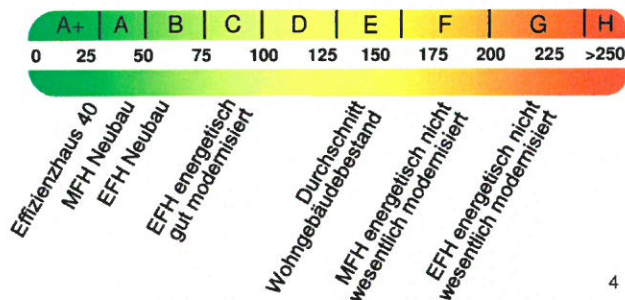 A+ A B C D E F G H
0 25 50 75 100 125 150 175 200 225 >250
Effizienzhaus 40
MFH Neubau
EFH Neubau
EFH energetisch
gut modernisiert
Durchschnitt
Wohngebäudebestand
MFH energetisch nicht
wesentlich modernisiert
EFH energetisch nicht
wesentlich modernisiert
4